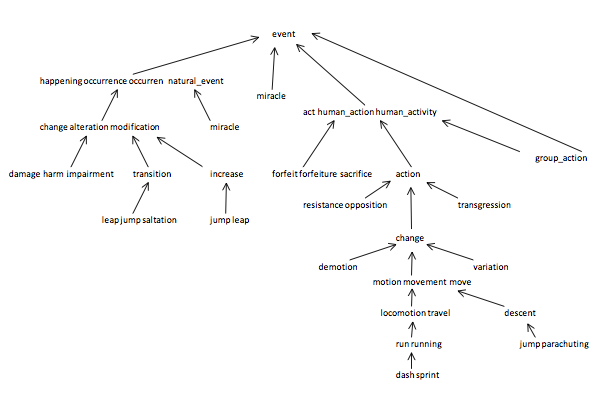 event
happening occurrence occurren natural_event
miracle
act human_action human_activity
change alteration modification
miracle
group_action
damage harm impairment
transition
increase
forfeit forfeiture sacrifice
action
resistance opposition
transgression
leap jump saltation
jump leap
change
demotion
variation
motion movement move
locomotion travel
descent
run running
jump parachuting
dash sprint